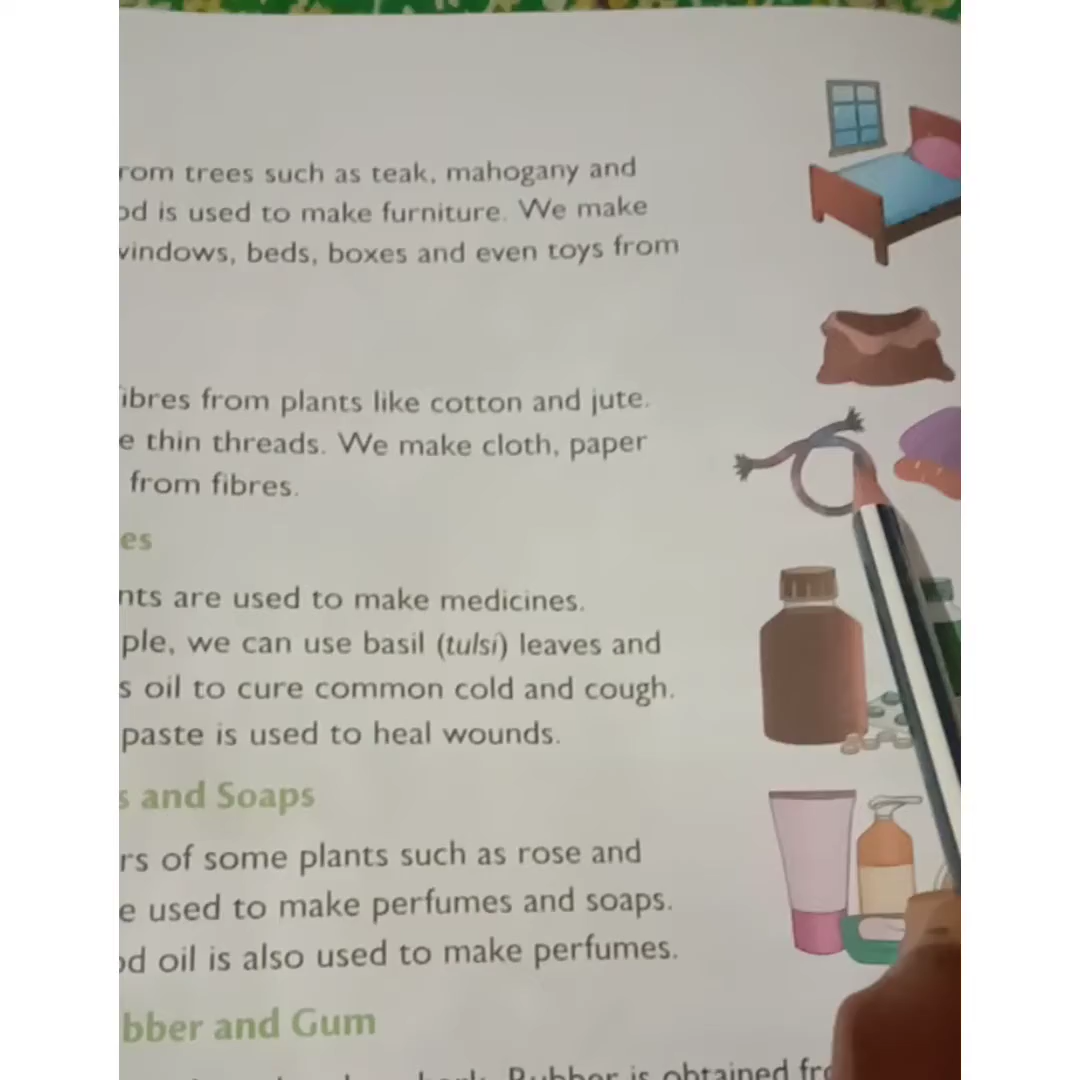 rom trees such as teak, mahogany and
od is used to make furniture. We make
vindows, beds, boxes and even toys from
ibres from plants like cotton and jute.
e thin threads. We make cloth, paper
from fibres.
es
nts are used to make medicines.
ple, we can use basil (tulsi) leaves and
s oil to cure common cold and cough.
paste is used to heal wounds.
s and Soaps
rs of some plants such as rose and
e used to make perfumes and soaps.
od oil is also used to make perfumes.
bber and Gum
Rubber is obtained fr